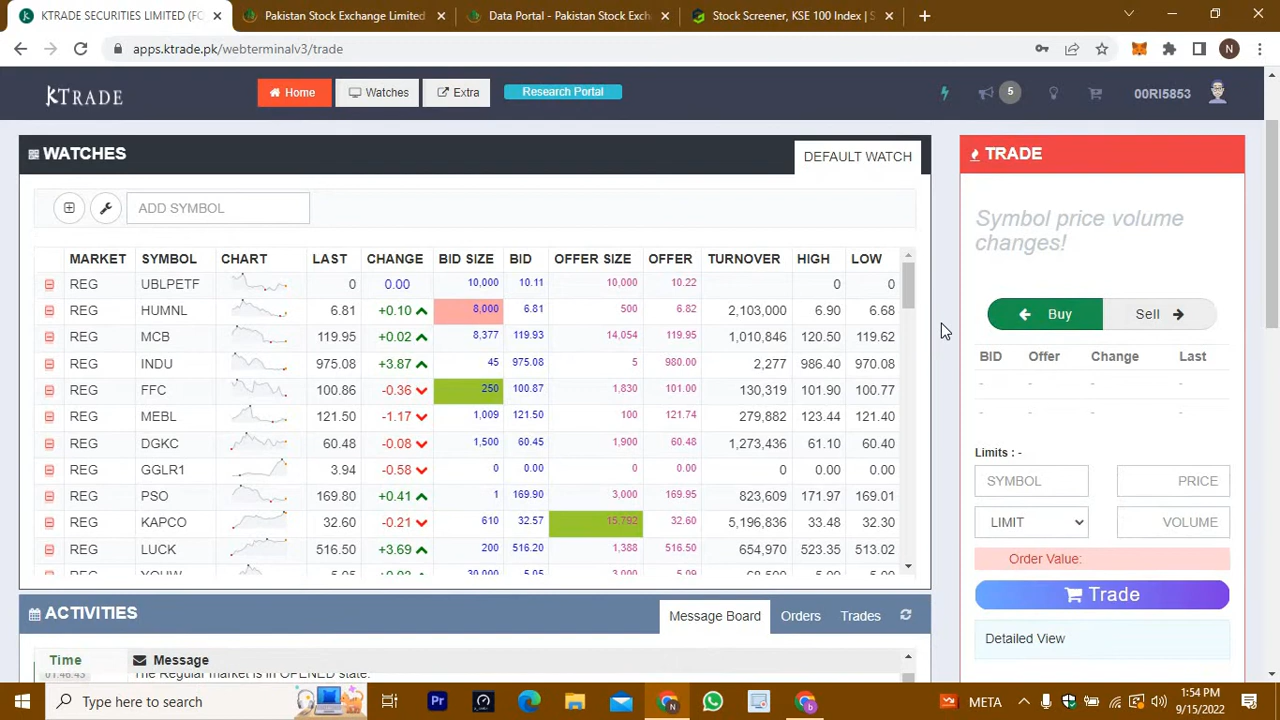 KTRADE SECURITIES LIMITED (FC
Pakistan Stock Exchange Limited
Data Portal - Pakistan Stock Exch
Stock Screener, KSE 100 Index | S
apps.ktrade.pk/webterminalv3/trade
N
KTRADE
Home
Watches
Extra
Research Portal
5
00RI5853
WATCHES
DEFAULT WATCH
ADD SYMBOL
MARKET SYMBOL CHART LAST CHANGE BID SIZE BID OFFER SIZE OFFER TURNOVER HIGH LOW
REG UBLPETF 0 0.00 10,000 10.11 10,000 10.22 0 0
REG HUMNL 6.81 +0.10 8,000 6.81 500 6.82 2,103,000 6.90 6.68
REG MCB 119.95 +0.02 8,377 119.93 14,054 119.95 1,010,846 120.50 119.62
REG INDU 975.08 +3.87 45 975.08 5 980.00 2,277 986.40 970.08
REG FFC 100.86 -0.36 250 100.87 1,830 101.00 130,319 101.90 100.77
REG MEBL 121.50 -1.17 1,009 121.50 100 121.74 279,882 123.44 121.40
REG DGKC 60.48 -0.08 1,500 60.45 1,900 60.48 1,273,436 61.10 60.40
REG GGLR1 3.94 -0.58 0 0.00 0 0.00 0 0.00 0.00
REG PSO 169.80 +0.41 1 169.90 3,000 169.95 823,609 171.97 169.01
REG KAPCO 32.60 -0.21 610 32.57 15,792 32.60 5,196,836 33.48 32.30
REG LUCK 516.50 +3.69 200 516.20 1,388 516.50 654,970 523.35 513.02
TRADE
Symbol price volume
changes!
Buy
Sell
BID Offer Change Last
- - - -
- - - -
Limits : -
SYMBOL
PRICE
LIMIT
VOLUME
Order Value:
Trade
Detailed View
ACTIVITIES
Message Board
Orders
Trades
Time
Message
01:46:43 The Regular market is in OPENED state.
Type here to search
Pr
META
1:54 PM
9/15/2022